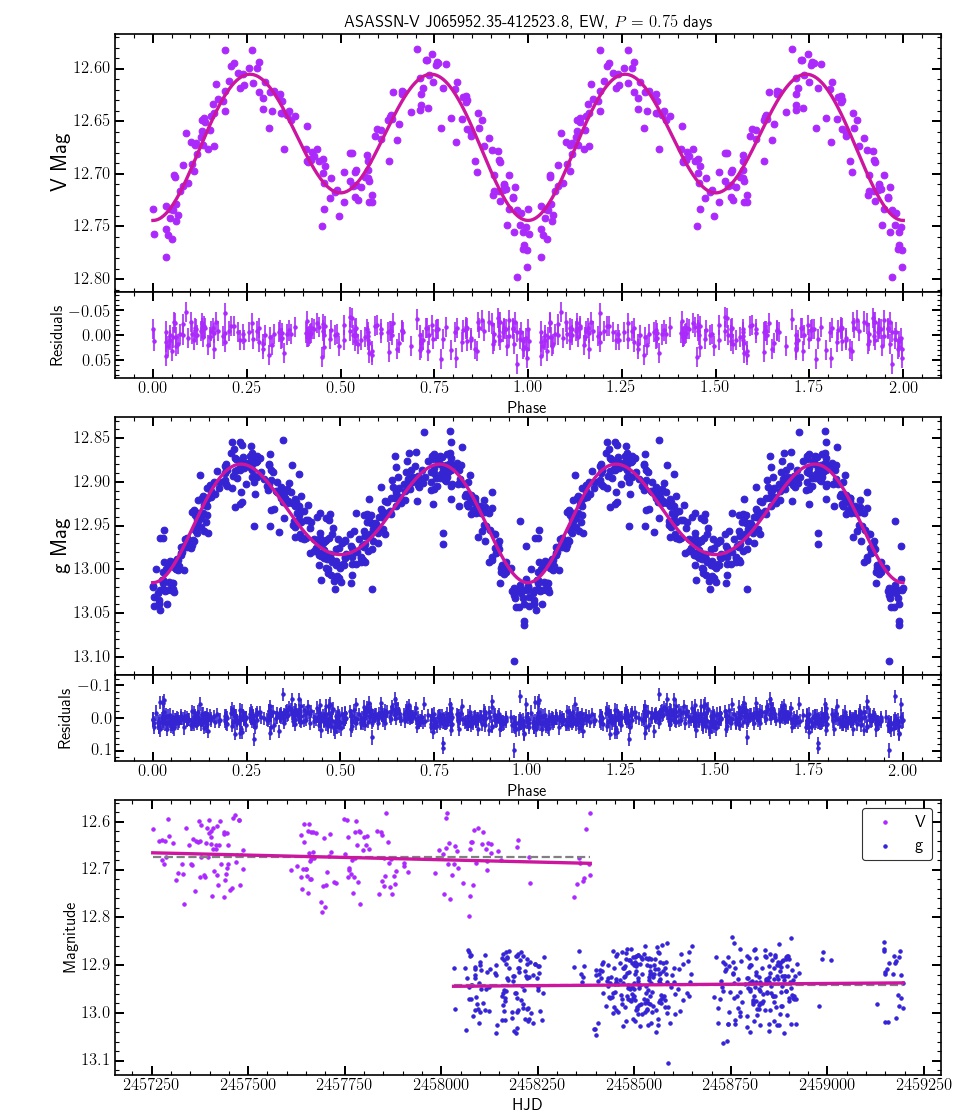 ASASSN-V J065952.35-412523.8, EW, P = 0.75 days
V Mag
12.60
12.65
12.70
12.75
12.80
Residuals
−0.05
0.00
0.05
0.00 0.25 0.50 0.75 1.00 1.25 1.50 1.75 2.00
Phase
g Mag
12.85
12.90
12.95
13.00
13.05
13.10
Residuals
−0.1
0.0
0.1
0.00 0.25 0.50 0.75 1.00 1.25 1.50 1.75 2.00
Phase
Magnitude
12.6
12.7
12.8
12.9
13.0
13.1
V
g
2457250 2457500 2457750 2458000 2458250 2458500 2458750 2459000 2459250
HJD